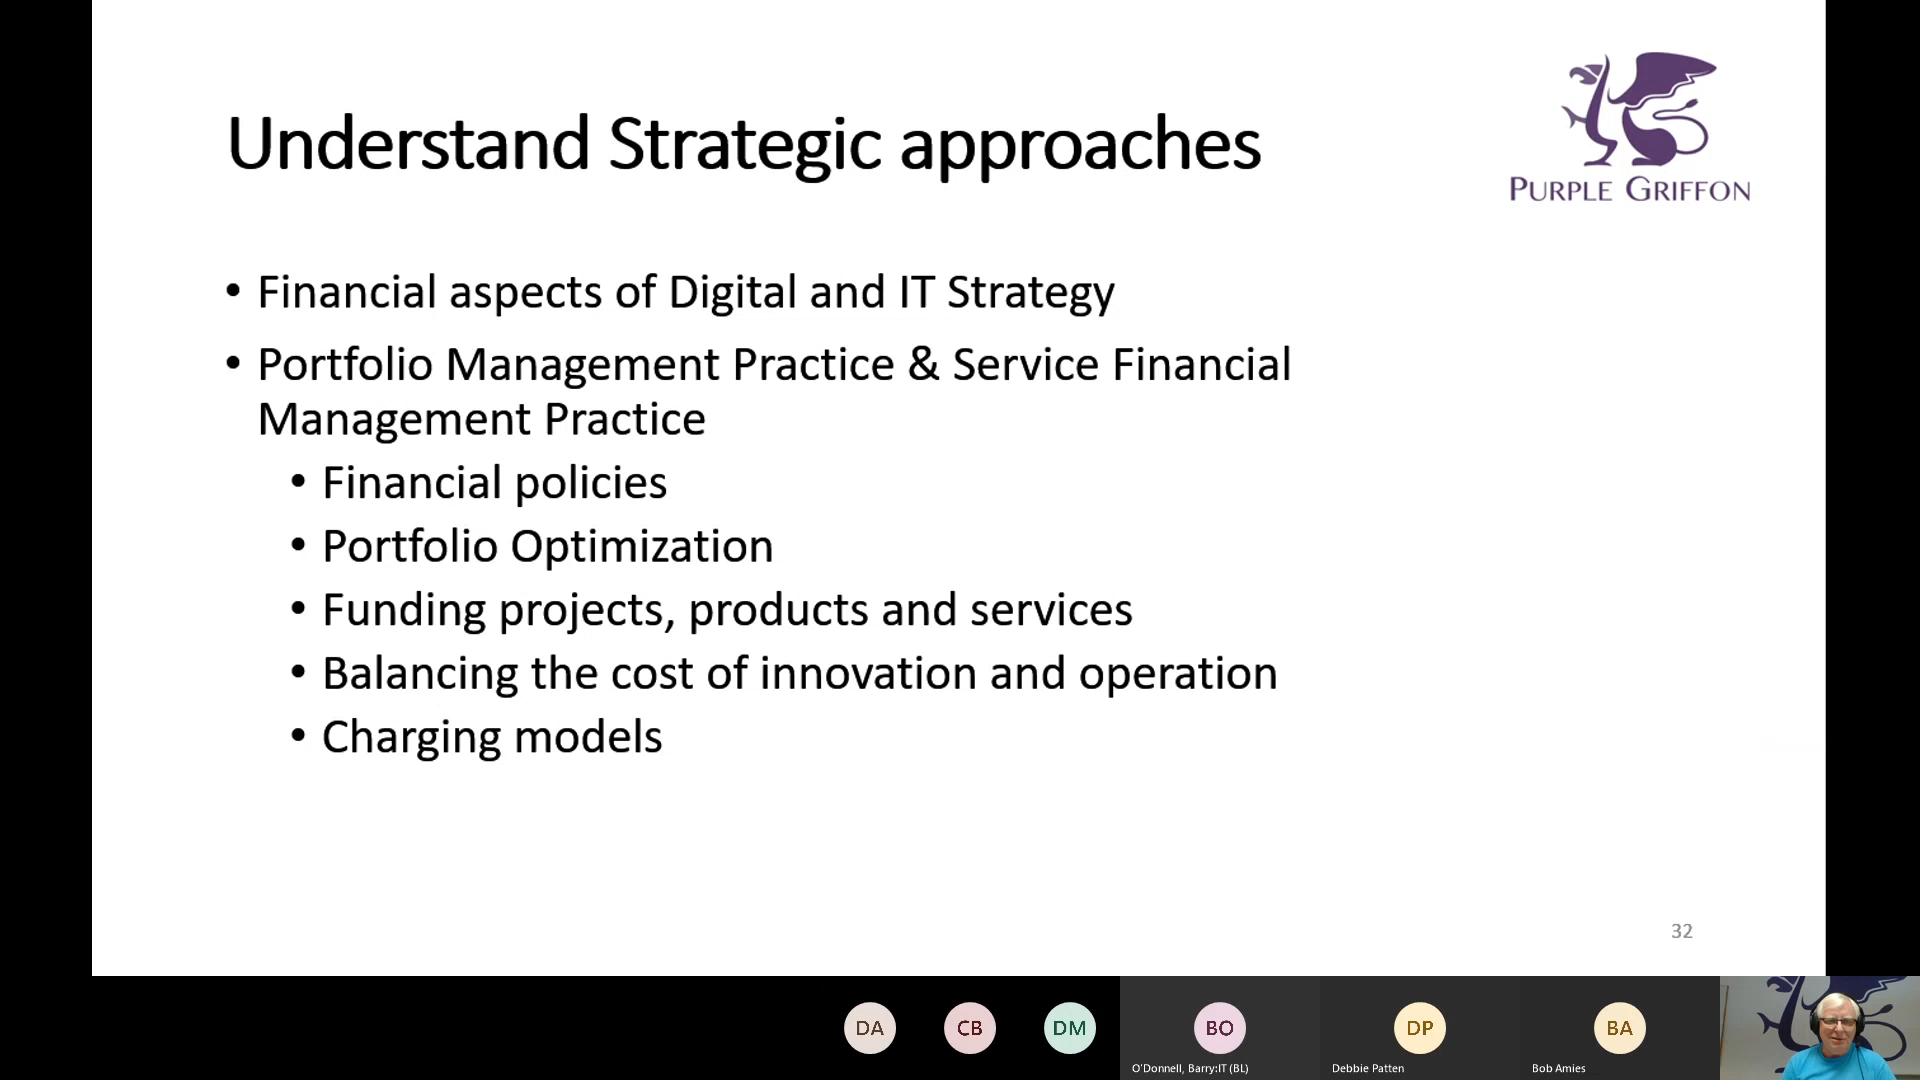 Understand Strategic approaches
PURPLE GRIFFON
• Financial aspects of Digital and IT Strategy
• Portfolio Management Practice & Service Financial
Management Practice
• Financial policies
• Portfolio Optimization
• Funding projects, products and services
• Balancing the cost of innovation and operation
• Charging models
32
DA CB DM BO DP BA
O'Donnell, Barry:IT (BL) Debbie Patten Bob Amies